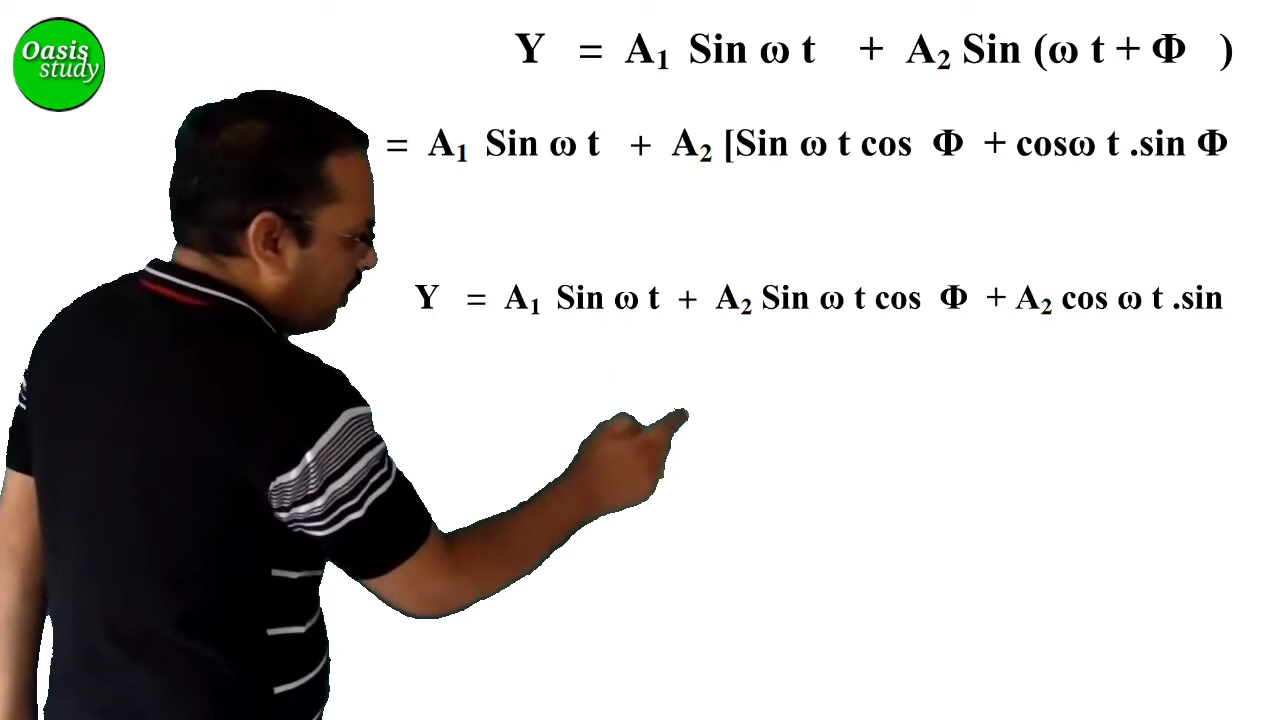 Oasis
study
Y = A₁ Sin ω t + A₂ Sin (ω t + Φ )
= A₁ Sin ω t + A₂ [Sin ω t cos Φ + cosω t .sin Φ
Y = A₁ Sin ω t + A₂ Sin ω t cos Φ + A₂ cos ω t .sin